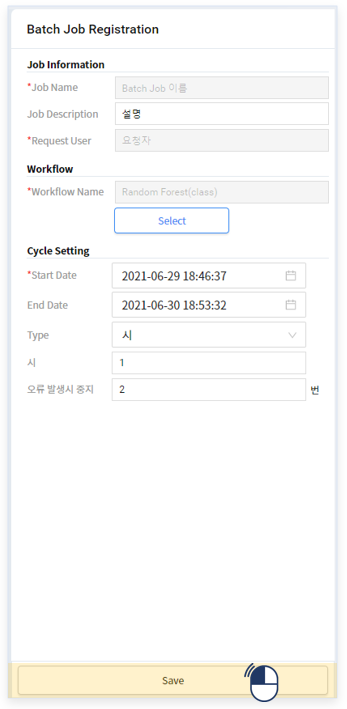 Batch Job Registration
Job Information
*Job Name Batch Job 이름
Job Description 설명
*Request User 요청자
Workflow
*Workflow Name Random Forest(class)
Select
Cycle Setting
*Start Date 2021-06-29 18:46:37
End Date 2021-06-30 18:53:32
Type 시
시 1
오류 발생시 중지 2 번
Save